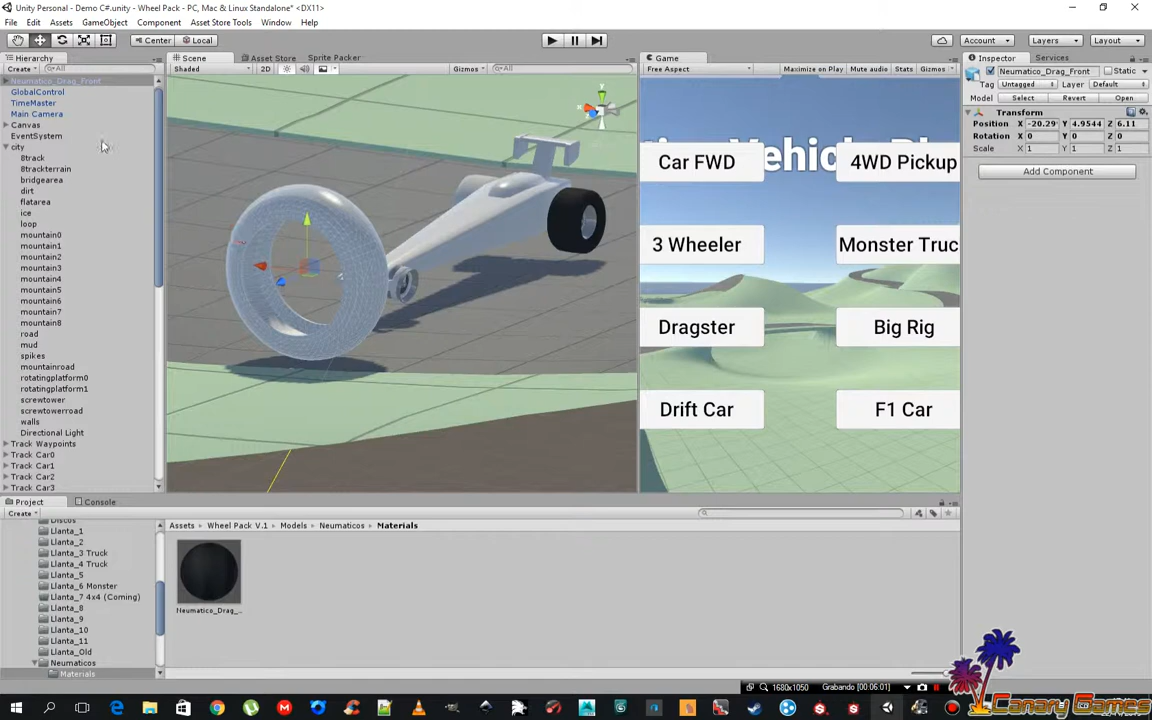 Unity Personal - Demo C#.unity - Wheel Pack - PC, Mac & Linux Standalone* <DX11>
File Edit Assets GameObject Component Asset Store Tools Window Help
Center Local Account Layers Layout
Hierarchy
Create All
Neumatico_Drag_Front
GlobalControl
TimeMaster
Main Camera
Canvas
EventSystem
city
8track
8trackterrain
bridgearea
dirt
flatarea
ice
loop
mountain0
mountain1
mountain2
mountain3
mountain4
mountain5
mountain6
mountain7
mountain8
road
mud
spikes
mountainroad
rotatingplatform0
rotatingplatform1
screwtower
screwtowerroad
walls
Directional Light
Track Waypoints
Track Car0
Track Car1
Track Car2
Track Car3
Scene Asset Store Sprite Packer
Shaded 2D Gizmos All
x
Game
Free Aspect Maximize on Play Mute audio Stats Gizmos
Car FWD 4WD Pickup
3 Wheeler Monster Truc
Dragster Big Rig
Drift Car F1 Car
Inspector Services
Neumatico_Drag_Front Static
Tag Untagged Layer Default
Model Select Revert Open
Transform
Position X -20.29 Y 4.9544 Z 6.11
Rotation X 0 Y 0 Z 0
Scale X 1 Y 1 Z 1
Add Component
Project Console
Create
Discos
Llanta_1
Llanta_2
Llanta_3 Truck
Llanta_4 Truck
Llanta_5
Llanta_6 Monster
Llanta_7 4x4 (Coming)
Llanta_8
Llanta_9
Llanta_10
Llanta_11
Llanta_Old
Neumaticos
Materials
Assets Wheel Pack V.1 Models Neumaticos Materials
Neumatico_Drag_...
1680x1050 Grabando [00:06:01]
Canary Games